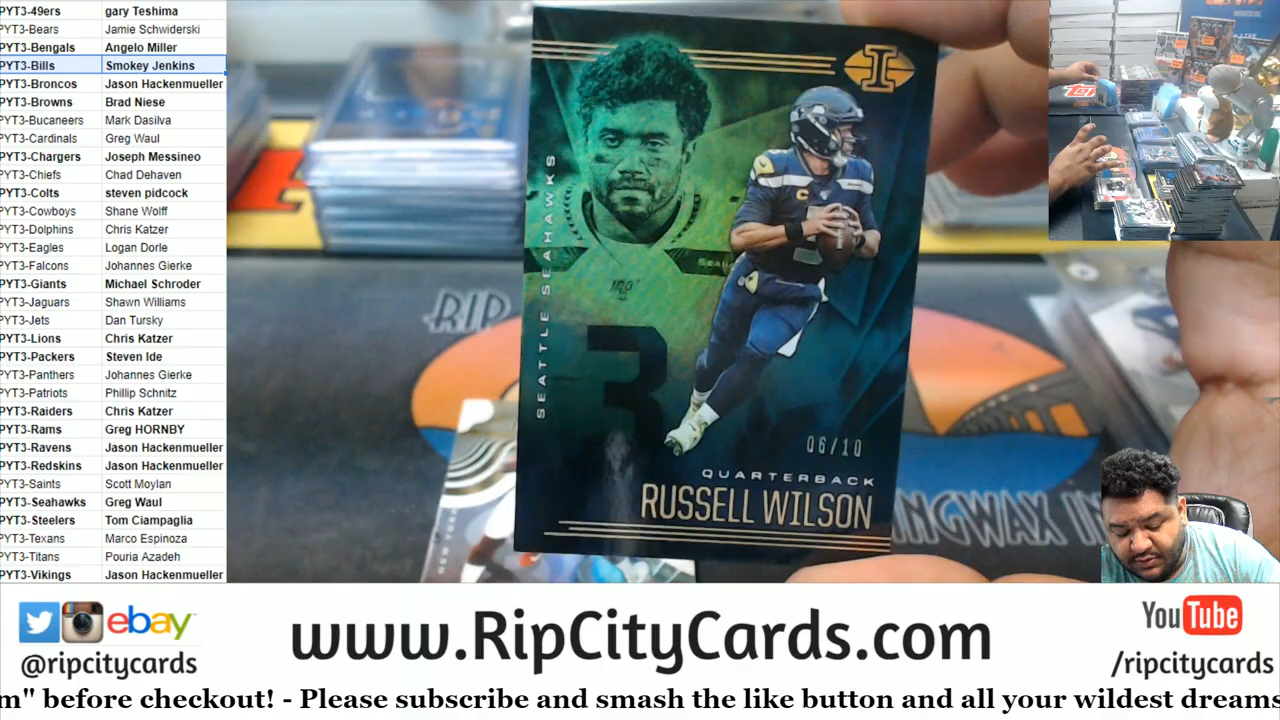 PYT3-49ers gary Teshima
PYT3-Bears Jamie Schwiderski
PYT3-Bengals Angelo Miller
PYT3-Bills Smokey Jenkins
PYT3-Broncos Jason Hackenmueller
PYT3-Browns Brad Niese
PYT3-Bucaneers Mark Dasilva
PYT3-Cardinals Greg Waul
PYT3-Chargers Joseph Messineo
PYT3-Chiefs Chad Dehaven
PYT3-Colts steven pidcock
PYT3-Cowboys Shane Wolff
PYT3-Dolphins Chris Katzer
PYT3-Eagles Logan Dorle
PYT3-Falcons Johannes Gierke
PYT3-Giants Michael Schroder
PYT3-Jaguars Shawn Williams
PYT3-Jets Dan Tursky
PYT3-Lions Chris Katzer
PYT3-Packers Steven Ide
PYT3-Panthers Johannes Gierke
PYT3-Patriots Phillip Schnitz
PYT3-Raiders Chris Katzer
PYT3-Rams Greg HORNBY
PYT3-Ravens Jason Hackenmueller
PYT3-Redskins Jason Hackenmueller
PYT3-Saints Scott Moylan
PYT3-Seahawks Greg Waul
PYT3-Steelers Tom Ciampaglia
PYT3-Texans Marco Espinoza
PYT3-Titans Pouria Azadeh
PYT3-Vikings Jason Hackenmueller
I
SEATTLE SEAHAWKS
100
3
06/10
QUARTERBACK
RUSSELL WILSON
RIP
INGWAX
ebay
@ripcitycards
www.RipCityCards.com
YouTube
/ripcitycards
m" before checkout! - Please subscribe and smash the like button and all your wildest dreams